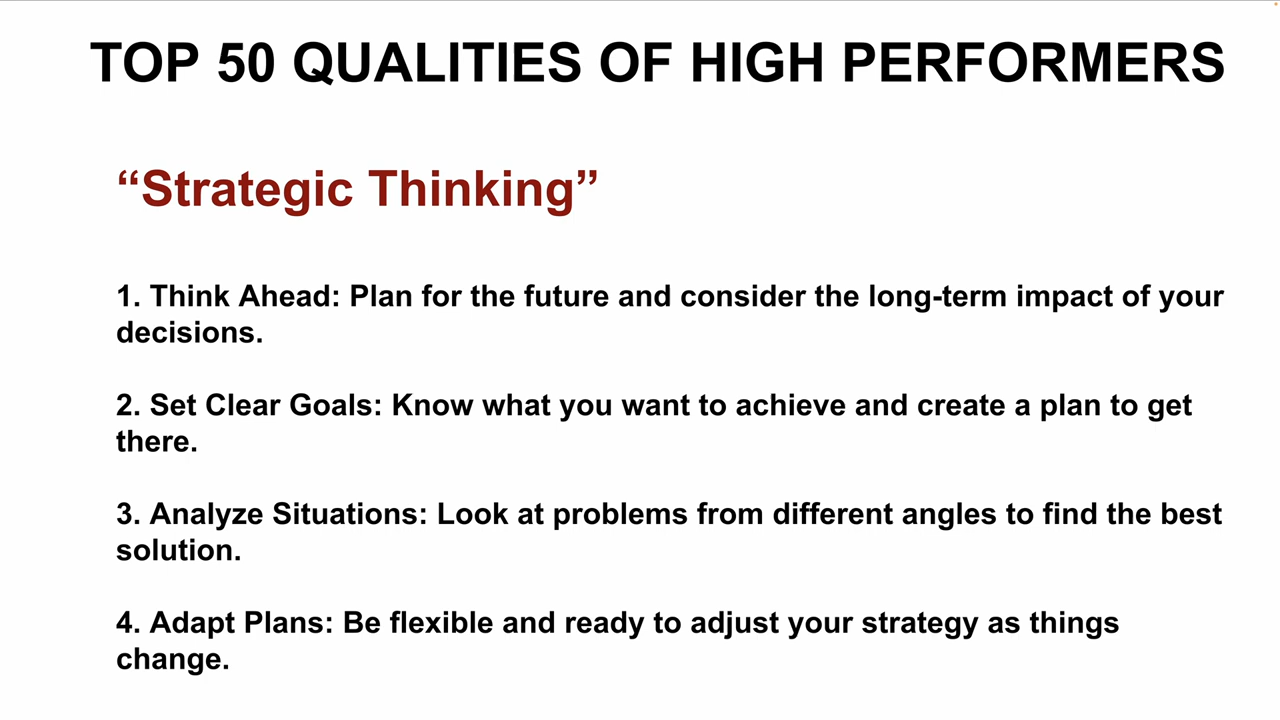 TOP 50 QUALITIES OF HIGH PERFORMERS
“Strategic Thinking”
1. Think Ahead: Plan for the future and consider the long-term impact of your
decisions.
2. Set Clear Goals: Know what you want to achieve and create a plan to get
there.
3. Analyze Situations: Look at problems from different angles to find the best
solution.
4. Adapt Plans: Be flexible and ready to adjust your strategy as things
change.